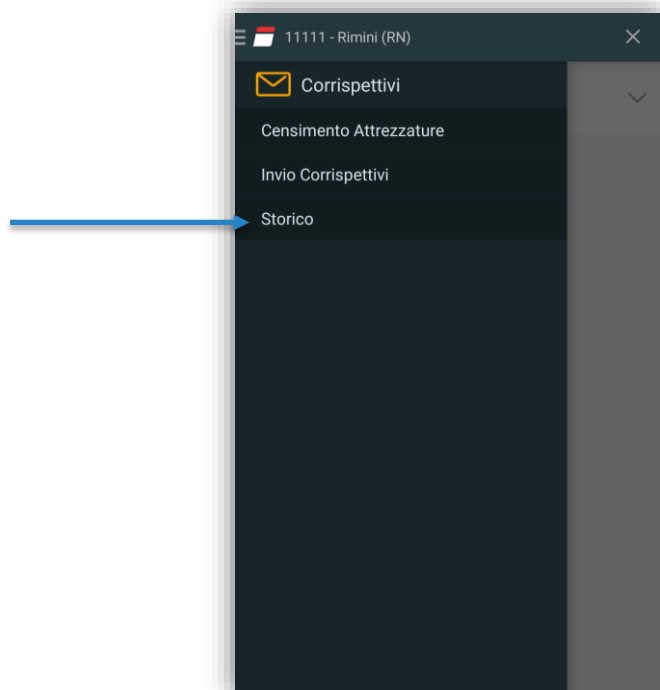 11111 - Rimini (RN)
Corrispettivi
Censimento Attrezzature
Invio Corrispettivi
Storico